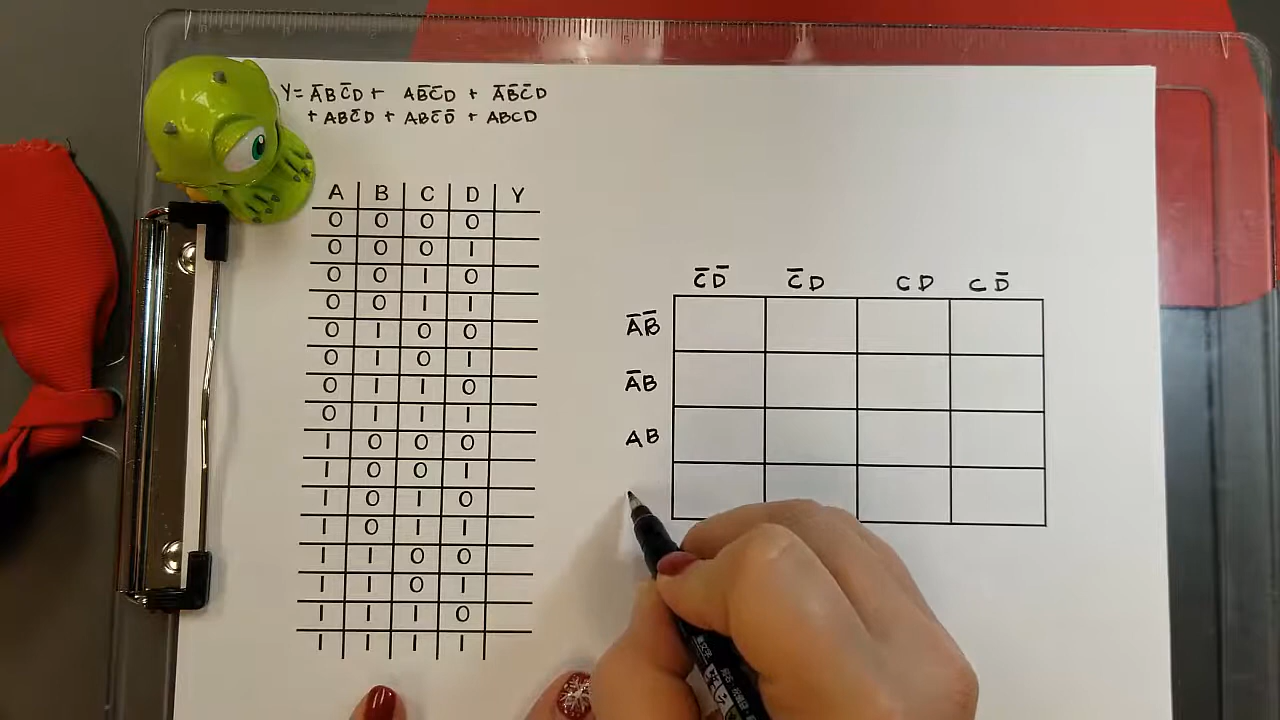 Y= A̅BC̅D + AB̅C̅D + A̅B̅C̅D
+ ABC̅D + ABC̅D̅ + ABCD
A B C D Y
0 0 0 0
0 0 0 1
0 0 1 0
0 0 1 1
0 1 0 0
0 1 0 1
0 1 1 0
0 1 1 1
1 0 0 0
1 0 0 1
1 0 1 0
1 0 1 1
1 1 0 0
1 1 0 1
1 1 1 0
1 1 1 1
C̅D̅ C̅D CD CD̅
A̅B̅
A̅B
AB